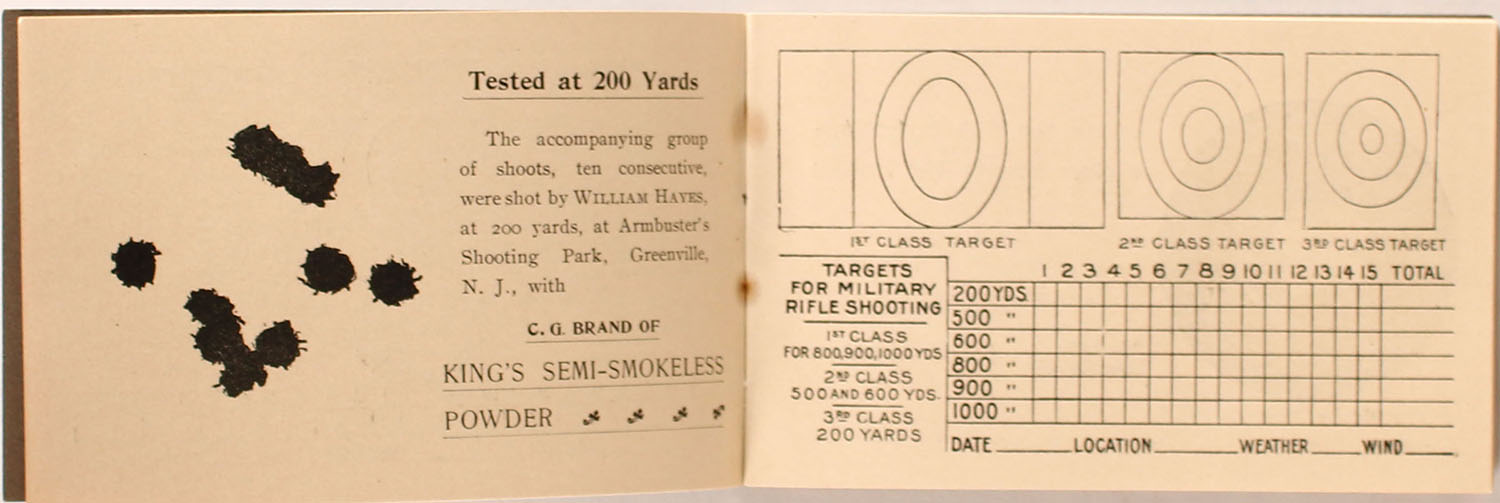 Tested at 200 Yards
The accompanying group
of shoots, ten consecutive,
were shot by WILLIAM HAYES,
at 200 yards, at Armbuster's
Shooting Park, Greenville,
N. J., with
C. G. BRAND OF
KING'S SEMI-SMOKELESS
POWDER
1ST CLASS TARGET
2ND CLASS TARGET
3RD CLASS TARGET
TARGETS
FOR MILITARY
RIFLE SHOOTING
1ST CLASS
FOR 800,900,1000YDS
2ND CLASS
500 AND 600 YDS.
3RD CLASS
200 YARDS
1 2 3 4 5 6 7 8 9 10 11 12 13 14 15 TOTAL
200 YDS.
500 "
600 "
800 "
900 "
1000 "
DATE LOCATION WEATHER WIND